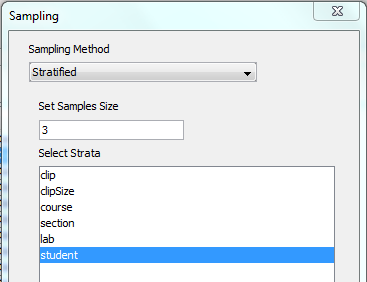 Sampling
Sampling Method
Stratified
Set Samples Size
3
Select Strata
clip
clipSize
course
section
lab
student